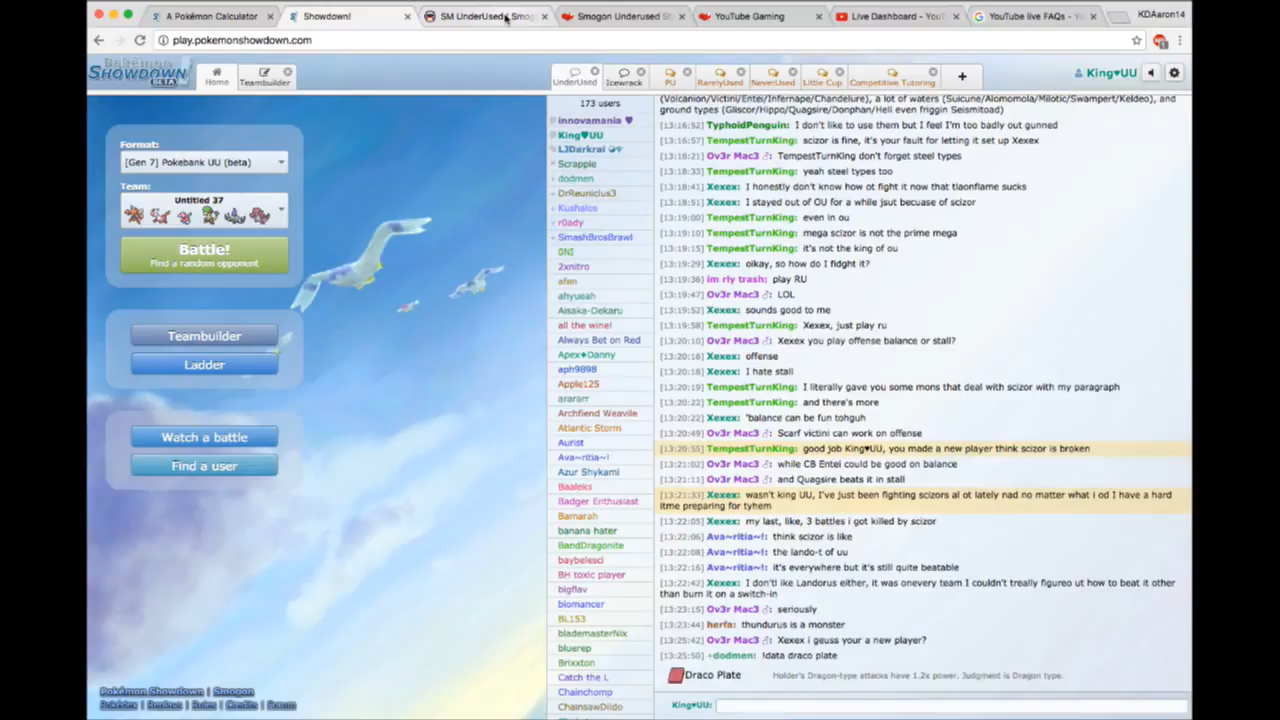 A Pokémon Calculator
Showdown!
SM UnderUsed
Smogon Underused S
YouTube Gaming
Live Dashboard - You
YouTube live FAQs - Yo
KDAaron14
play.pokemonshowdown.com
Pokémon
SHOWDOWN
BETA
Home
Teambuilder
UnderUsed
Icewrack
PU
RarelyUsed
NeverUsed
Little Cup
Competitive Tutoring
King♥UU
Format:
[Gen 7] Pokebank UU (beta)
Team:
Untitled 37
Battle!
Find a random opponent
Teambuilder
Ladder
Watch a battle
Find a user
Pokémon Showdown | Smogon
Pokédex | Replays | Rules | Credits | Forum
173 users
innovamania ♥
King♥UU
LJDarkrai
Scrapple
dodmen
DrReunicius3
Kushalos
r0ady
SmashBrosBrawl
0NI
2xnitro
afen
ahyueah
Aisaka-Oekaru
all the wine!
Always Bet on Red
Apex♦Danny
aph9898
Apple125
arararr
Archfiend Weavile
Atlantic Storm
Aurist
Ava~ritia~!
Azur Shykami
Baaleks
Badger Enthusiast
Bamarah
banana hater
BandDragonite
baybelesci
BH toxic player
bigflav
biomancer
BL153
blademasterNix
bluerep
Brixxton
Catch the L
Chainchomp
ChainsawDildo
(Volcanion/Victini/Entei/Infernape/Chandelure), a lot of waters (Suicune/Alomomola/Milotic/Swampert/Keldeo), and
ground types (Gliscor/Hippo/Quagsire/Donphan/Hell even friggin Seismitoad)
[13:16:52] TyphoidPenguin: I don't like to use them but I feel I'm too badly out gunned
[13:16:57] TempestTurnKing: scizor is fine, it's your fault for letting it set up Xexex
[13:18:21] Ov3r Mac3 ♂: TempestTurnKing don't forget steel types
[13:18:33] TempestTurnKing: yeah steel types too
[13:18:41] Xexex: I honestly don't know how ot fight it now that tlaonflame sucks
[13:18:51] Xexex: I stayed out of OU for a while jsut becuase of scizor
[13:19:00] TempestTurnKing: even in ou
[13:19:10] TempestTurnKing: mega scizor is not the prime mega
[13:19:15] TempestTurnKing: it's not the king of ou
[13:19:29] Xexex: oikay, so how do I fidght it?
[13:19:36] im rly trash: play RU
[13:19:47] Ov3r Mac3 ♂: LOL
[13:19:52] Xexex: sounds good to me
[13:19:58] TempestTurnKing: Xexex, just play ru
[13:20:10] Ov3r Mac3 ♂: Xexex you play offense balance or stall?
[13:20:16] Xexex: offense
[13:20:18] Xexex: I hate stall
[13:20:19] TempestTurnKing: I literally gave you some mons that deal with scizor with my paragraph
[13:20:22] TempestTurnKing: and there's more
[13:20:22] Xexex: 'balance can be fun tohguh
[13:20:49] Ov3r Mac3 ♂: Scarf victini can work on offense
[13:20:55] TempestTurnKing: good job King♥UU, you made a new player think scizor is broken
[13:21:02] Ov3r Mac3 ♂: while CB Entei could be good on balance
[13:21:11] Ov3r Mac3 ♂: and Quagsire beats it in stall
[13:21:33] Xexex: wasn't king UU, I've just been fighting scizors al ot lately nad no matter what i od I have a hard
itme preparing for tyhem
[13:22:05] Xexex: my last, like, 3 battles i got killed by scizor
[13:22:06] Ava~ritia~!: think scizor is like
[13:22:08] Ava~ritia~!: the lando-t of uu
[13:22:16] Ava~ritia~!: it's everywhere but it's still quite beatable
[13:22:42] Xexex: I don'tl like Landorus either, it was onevery team I couldn't treally figureo ut how to beat it other
than burn it on a switch-in
[13:23:15] Ov3r Mac3 ♂: seriously
[13:23:44] herfa: thundurus is a monster
[13:25:42] Ov3r Mac3 ♂: Xexex i geuss your a new player?
[13:25:50] +dodmen: !data draco plate
Draco Plate Holder's Dragon-type attacks have 1.2x power. Judgment is Dragon type.
King♥UU: